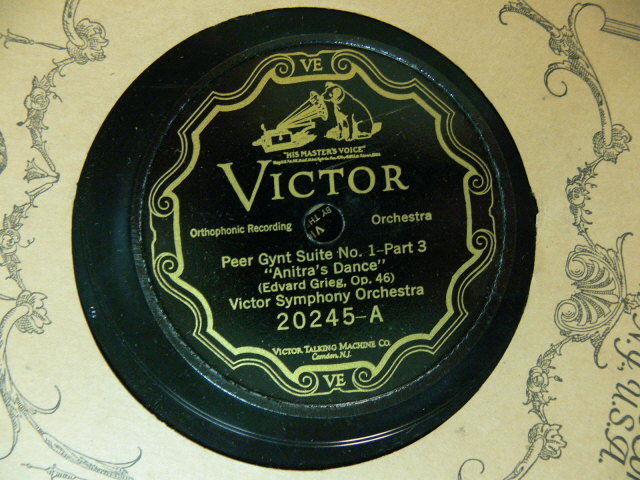 VE
"HIS MASTER'S VOICE"
VICTOR
Orthophonic Recording Orchestra
Peer Gynt Suite No. 1-Part 3
"Anitra's Dance"
(Edvard Grieg, Op. 46)
Victor Symphony Orchestra
20245-A
VICTOR TALKING MACHINE CO.
Camden, N.J.
VE
U.S.A.